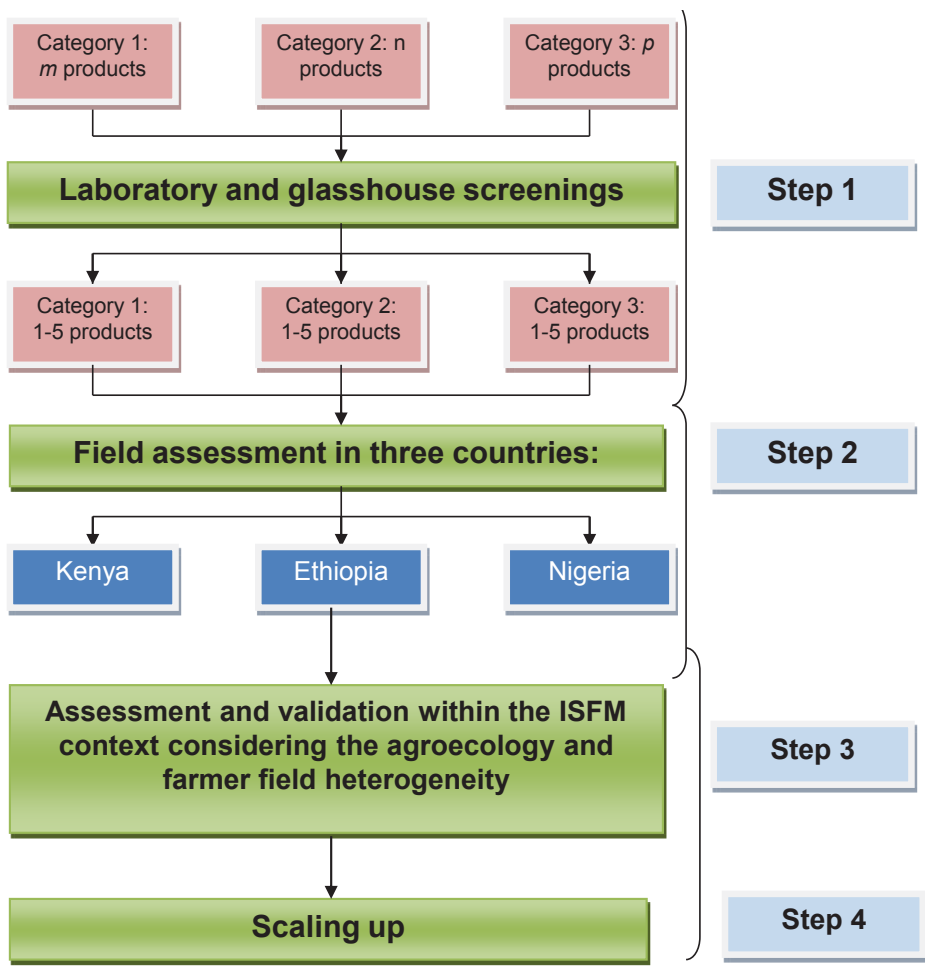 Category 1:
m products
Category 2: n
products
Category 3: p
products
Laboratory and glasshouse screenings
Step 1
Category 1:
1-5 products
Category 2:
1-5 products
Category 3:
1-5 products
Field assessment in three countries:
Step 2
Kenya
Ethiopia
Nigeria
Assessment and validation within the ISFM
context considering the agroecology and
farmer field heterogeneity
Step 3
Scaling up
Step 4